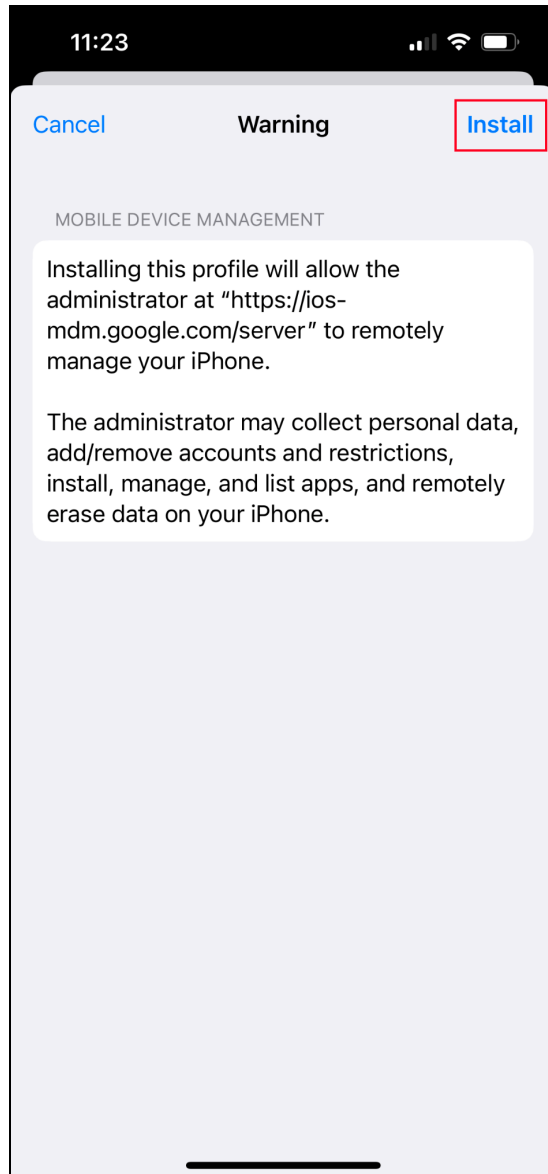 11:23
Cancel Warning Install
MOBILE DEVICE MANAGEMENT
Installing this profile will allow the
administrator at “https://ios-
mdm.google.com/server” to remotely
manage your iPhone.
The administrator may collect personal data,
add/remove accounts and restrictions,
install, manage, and list apps, and remotely
erase data on your iPhone.